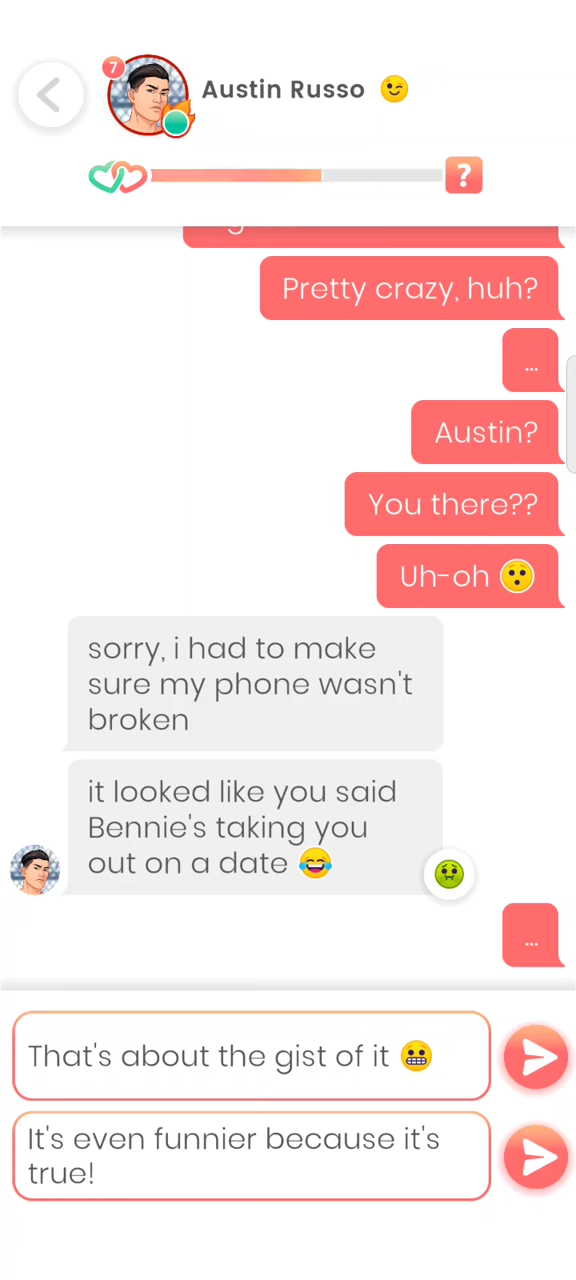 7
Austin Russo 😉
?
Pretty crazy, huh?
...
Austin?
You there??
Uh-oh 😯
sorry, i had to make
sure my phone wasn't
broken
it looked like you said
Bennie's taking you
out on a date 😂
...
That's about the gist of it 😬
It's even funnier because it's
true!